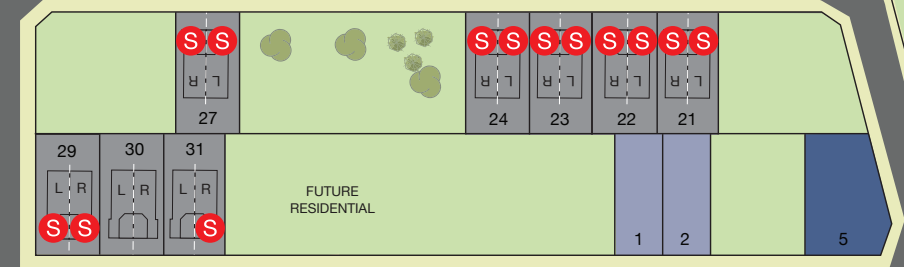 S S S S S S S S S S
R L R L R L R L R L
27 24 23 22 21
29 30 31
L R L R L R
FUTURE
RESIDENTIAL
S S S
1 2 5